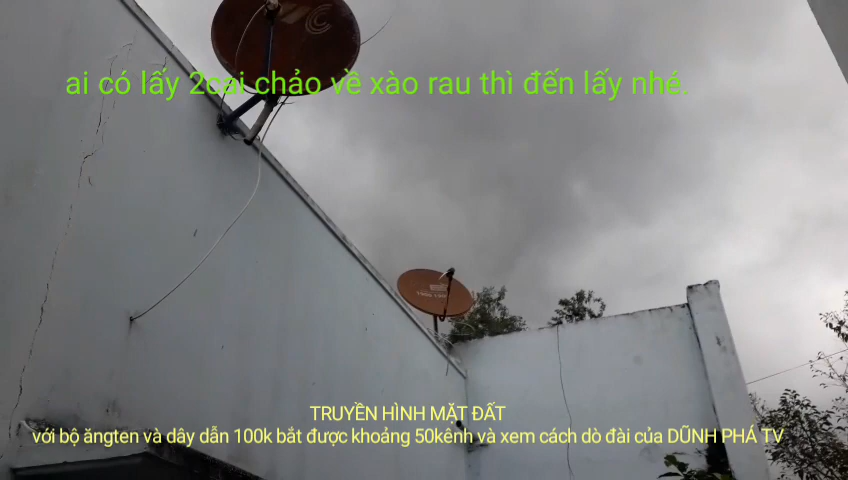 ai có lấy 2cai chảo về xào rau thì đến lấy nhé.
TRUYỀN HÌNH MẶT ĐẤT
với bộ ăngten và dây dẫn 100k bắt được khoảng 50kênh và xem cách dò đài của DŨNH PHÁ TV